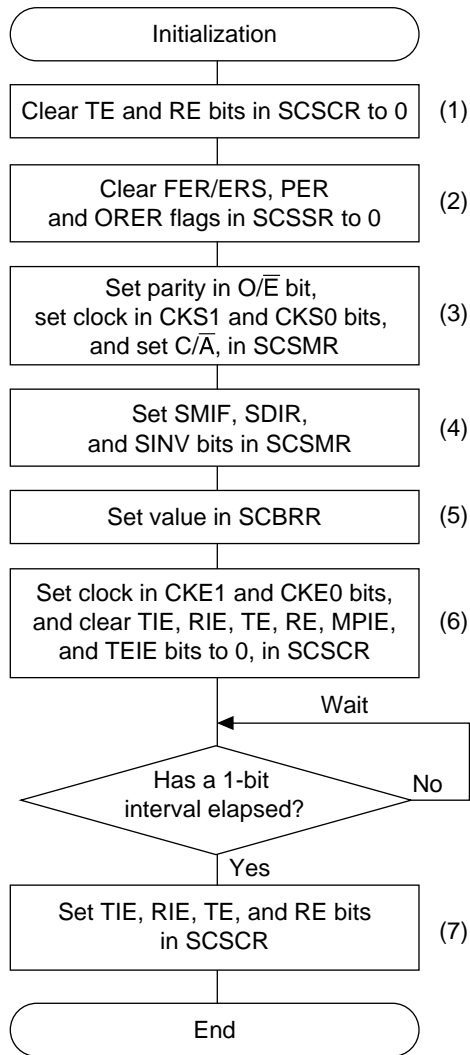 Initialization
Clear TE and RE bits in SCSCR to 0
(1)
Clear FER/ERS, PER
and ORER flags in SCSSR to 0
(2)
Set parity in O/E̅ bit,
set clock in CKS1 and CKS0 bits,
and set C/A̅, in SCSMR
(3)
Set SMIF, SDIR,
and SINV bits in SCSMR
(4)
Set value in SCBRR
(5)
Set clock in CKE1 and CKE0 bits,
and clear TIE, RIE, TE, RE, MPIE,
and TEIE bits to 0, in SCSCR
(6)
Wait
Has a 1-bit
interval elapsed?
No
Yes
Set TIE, RIE, TE, and RE bits
in SCSCR
(7)
End